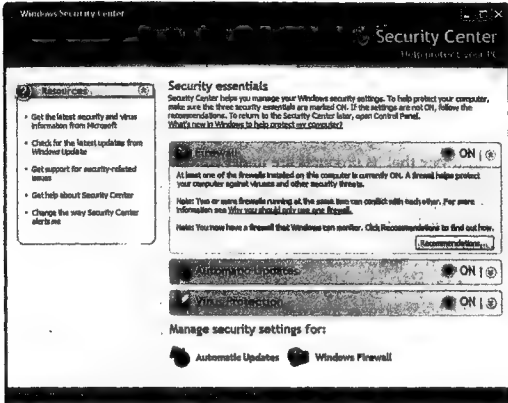 Windows Security Center
Security Center
Help protect your PC
Resources
Get the latest security and virus
information from Microsoft
Check for the latest updates from
Windows Update
Get support for security-related
issues
Get help about Security Center
Change the way Security Center
alerts me
Security essentials
Security Center helps you manage your Windows security settings. To help protect your computer,
make sure the three security essentials are marked ON. If the settings are not ON, follow the
recommendations. To return to the Security Center later, open Control Panel.
What's new in Windows to help protect my computer?
Firewall ON
At least one of the firewalls installed on this computer is currently ON. A firewall helps protect
your computer against viruses and other security threats.
Note: Two or more firewalls running at the same time can conflict with each other. For more
information see Why you should only use one firewall.
Note: You now have a firewall that Windows can monitor. Click Recommendations to find out how.
Recommendations...
Automatic Updates ON
Virus Protection ON
Manage security settings for:
Automatic Updates Windows Firewall